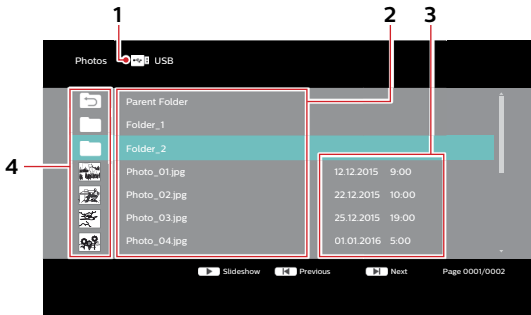 1 2 3
Photos USB
Parent Folder
Folder_1
Folder_2
4
Photo_01.jpg 12.12.2015 9:00
Photo_02.jpg 22.12.2015 10:00
Photo_03.jpg 25.12.2015 19:00
Photo_04.jpg 01.01.2016 5:00
Slideshow Previous Next Page 0001/0002